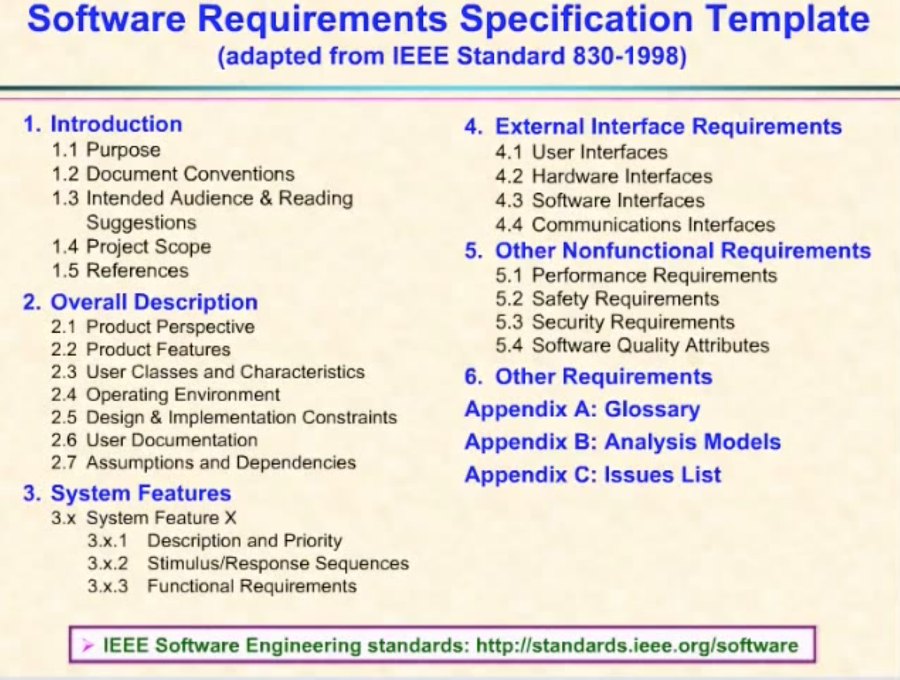 Software Requirements Specification Template
(adapted from IEEE Standard 830-1998)
1. Introduction
1.1 Purpose
1.2 Document Conventions
1.3 Intended Audience & Reading
Suggestions
1.4 Project Scope
1.5 References
2. Overall Description
2.1 Product Perspective
2.2 Product Features
2.3 User Classes and Characteristics
2.4 Operating Environment
2.5 Design & Implementation Constraints
2.6 User Documentation
2.7 Assumptions and Dependencies
3. System Features
3.x System Feature X
3.x.1 Description and Priority
3.x.2 Stimulus/Response Sequences
3.x.3 Functional Requirements
4. External Interface Requirements
4.1 User Interfaces
4.2 Hardware Interfaces
4.3 Software Interfaces
4.4 Communications Interfaces
5. Other Nonfunctional Requirements
5.1 Performance Requirements
5.2 Safety Requirements
5.3 Security Requirements
5.4 Software Quality Attributes
6. Other Requirements
Appendix A: Glossary
Appendix B: Analysis Models
Appendix C: Issues List
IEEE Software Engineering standards: http://standards.ieee.org/software